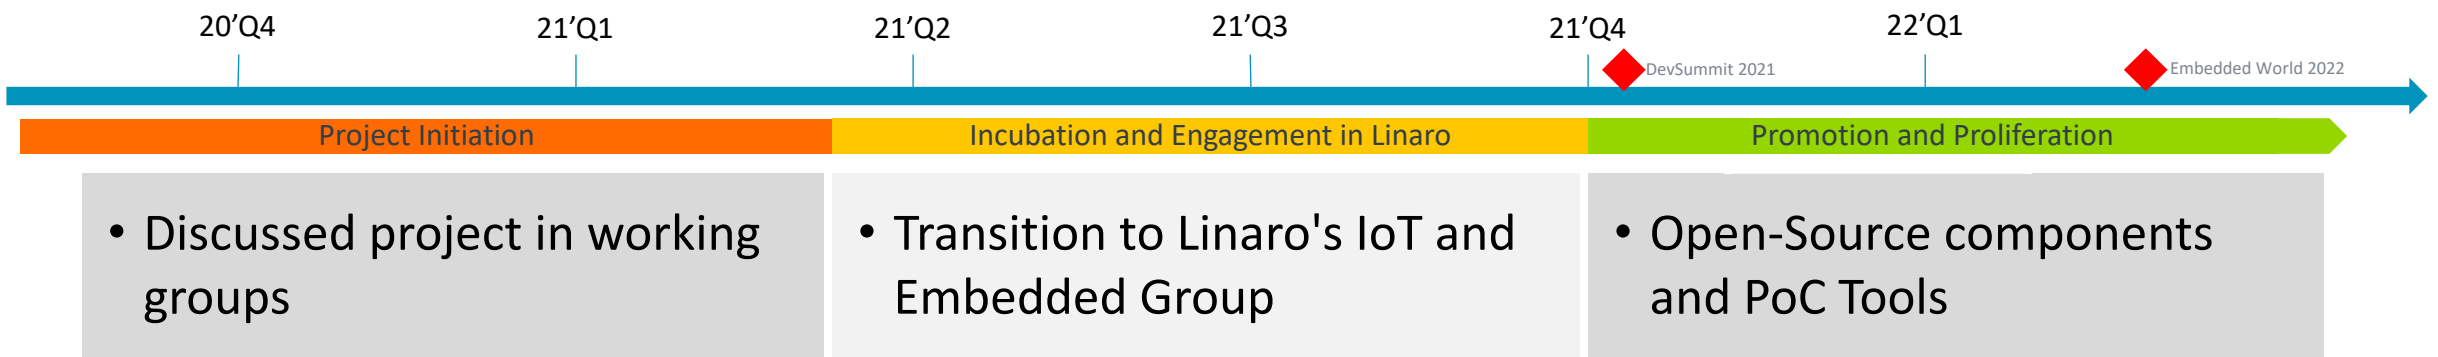 20’Q4
21’Q1
21’Q2
21’Q3
21’Q4
22’Q1
DevSummit 2021
Embedded World 2022
Project Initiation
Incubation and Engagement in Linaro
Promotion and Proliferation
• Discussed project in working
groups
• Transition to Linaro's IoT and
Embedded Group
• Open-Source components
and PoC Tools